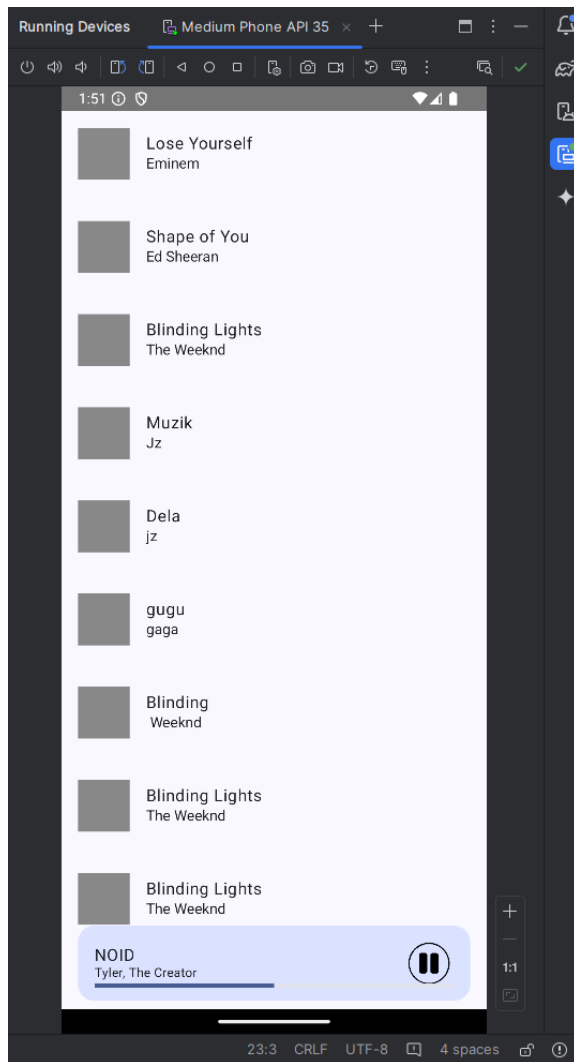 Running Devices
Medium Phone API 35
1:51
Lose Yourself
Eminem
Shape of You
Ed Sheeran
Blinding Lights
The Weeknd
Muzik
Jz
Dela
jz
gugu
gaga
Blinding
Weeknd
Blinding Lights
The Weeknd
Blinding Lights
The Weeknd
NOID
Tyler, The Creator
1:1
23:3 CRLF UTF-8 4 spaces